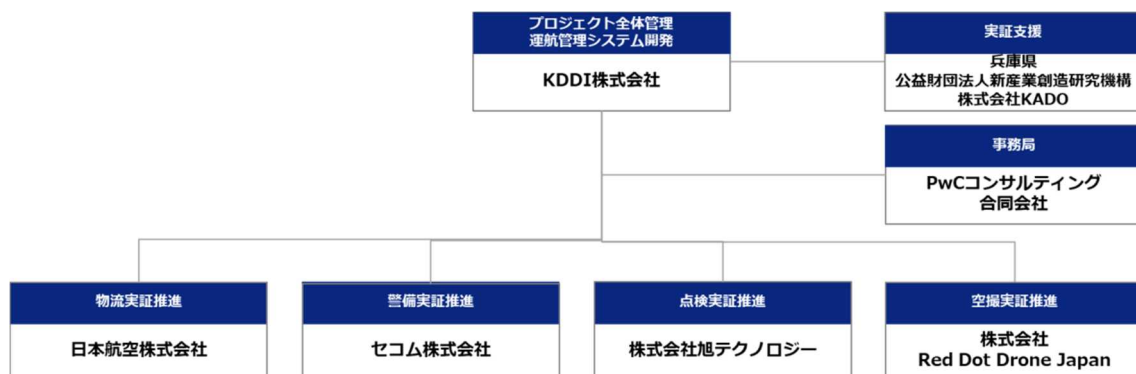 プロジェクト全体管理
運航管理システム開発
KDDI株式会社
実証支援
兵庫県
公益財団法人新産業創造研究機構
株式会社KADO
事務局
PwCコンサルティング
合同会社
物流実証推進
日本航空株式会社
警備実証推進
セコム株式会社
点検実証推進
株式会社旭テクノロジー
空撮実証推進
株式会社
Red Dot Drone Japan